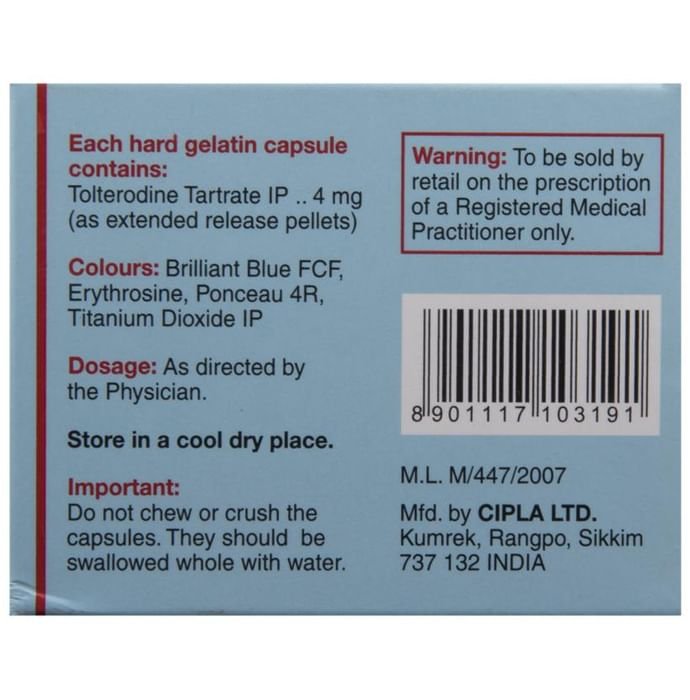 Each hard gelatin capsule
contains:
Tolterodine Tartrate IP .. 4 mg
(as extended release pellets)
Colours: Brilliant Blue FCF,
Erythrosine, Ponceau 4R,
Titanium Dioxide IP
Dosage: As directed by
the Physician.
Store in a cool dry place.
Important:
Do not chew or crush the
capsules. They should be
swallowed whole with water.
Warning: To be sold by
retail on the prescription
of a Registered Medical
Practitioner only.
8 901117 103191
M.L. M/447/2007
Mfd. by CIPLA LTD.
Kumrek, Rangpo, Sikkim
737 132 INDIA